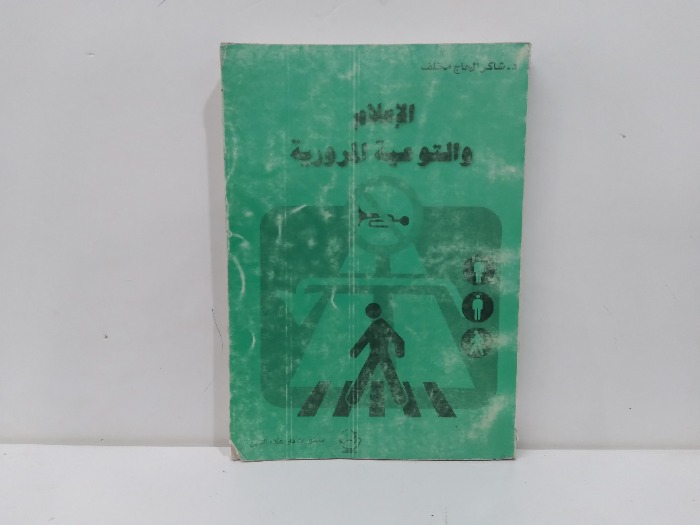 د. شاكر الحاج مخلف
الإعلام
والتوعية المرورية